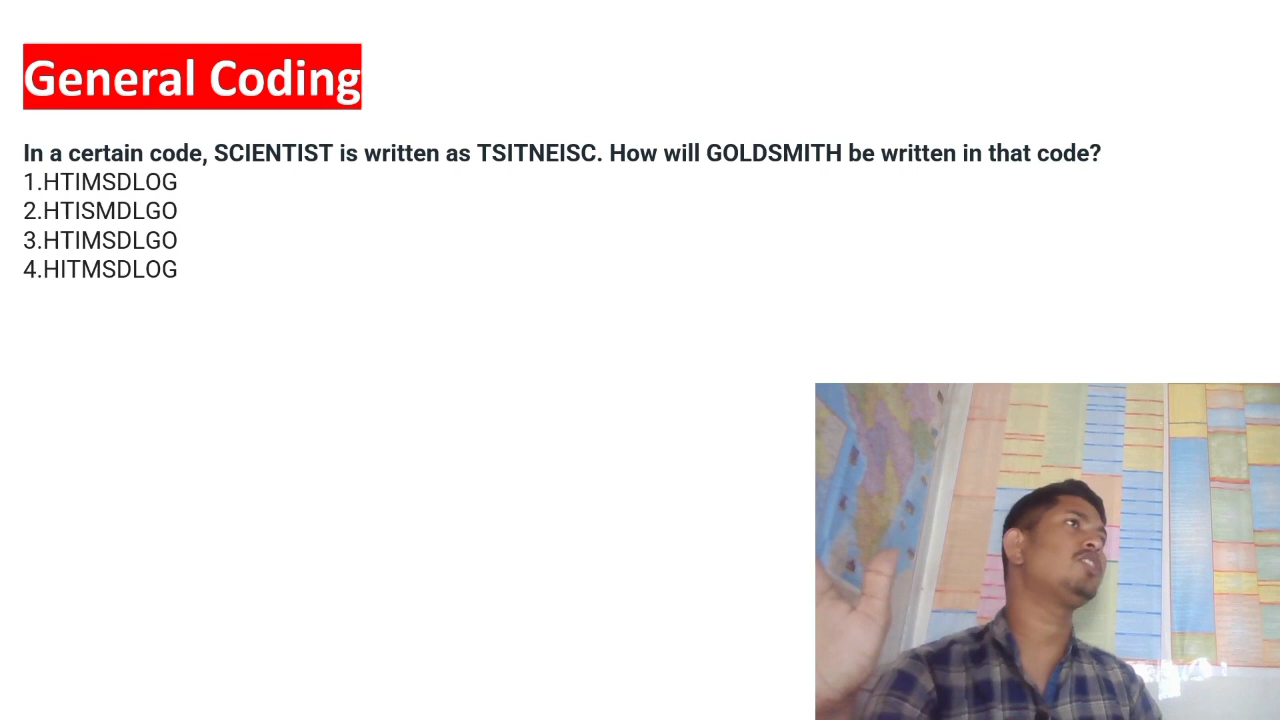 General Coding
In a certain code, SCIENTIST is written as TSITNEISC. How will GOLDSMITH be written in that code?
1.HTIMSDLOG
2.HTISMDLGO
3.HTIMSDLGO
4.HITMSDLOG